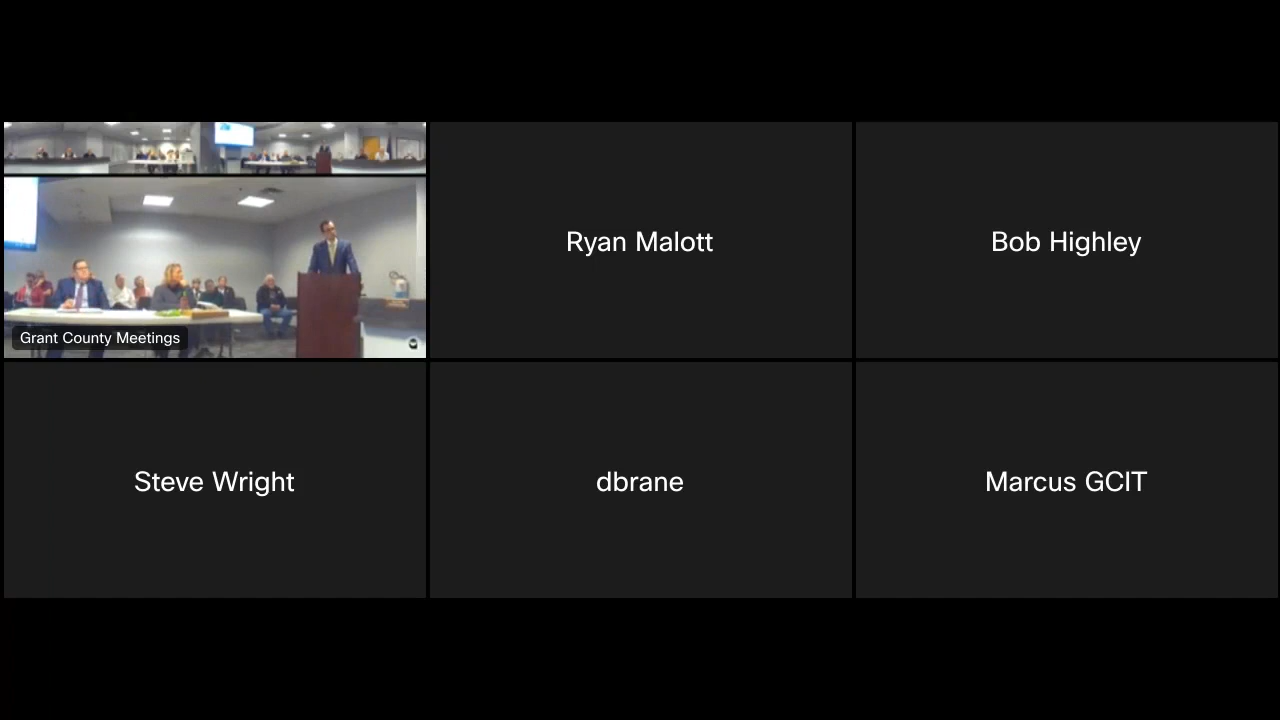 Ryan Malott
Bob Highley
Grant County Meetings
Steve Wright
dbrane
Marcus GCIT